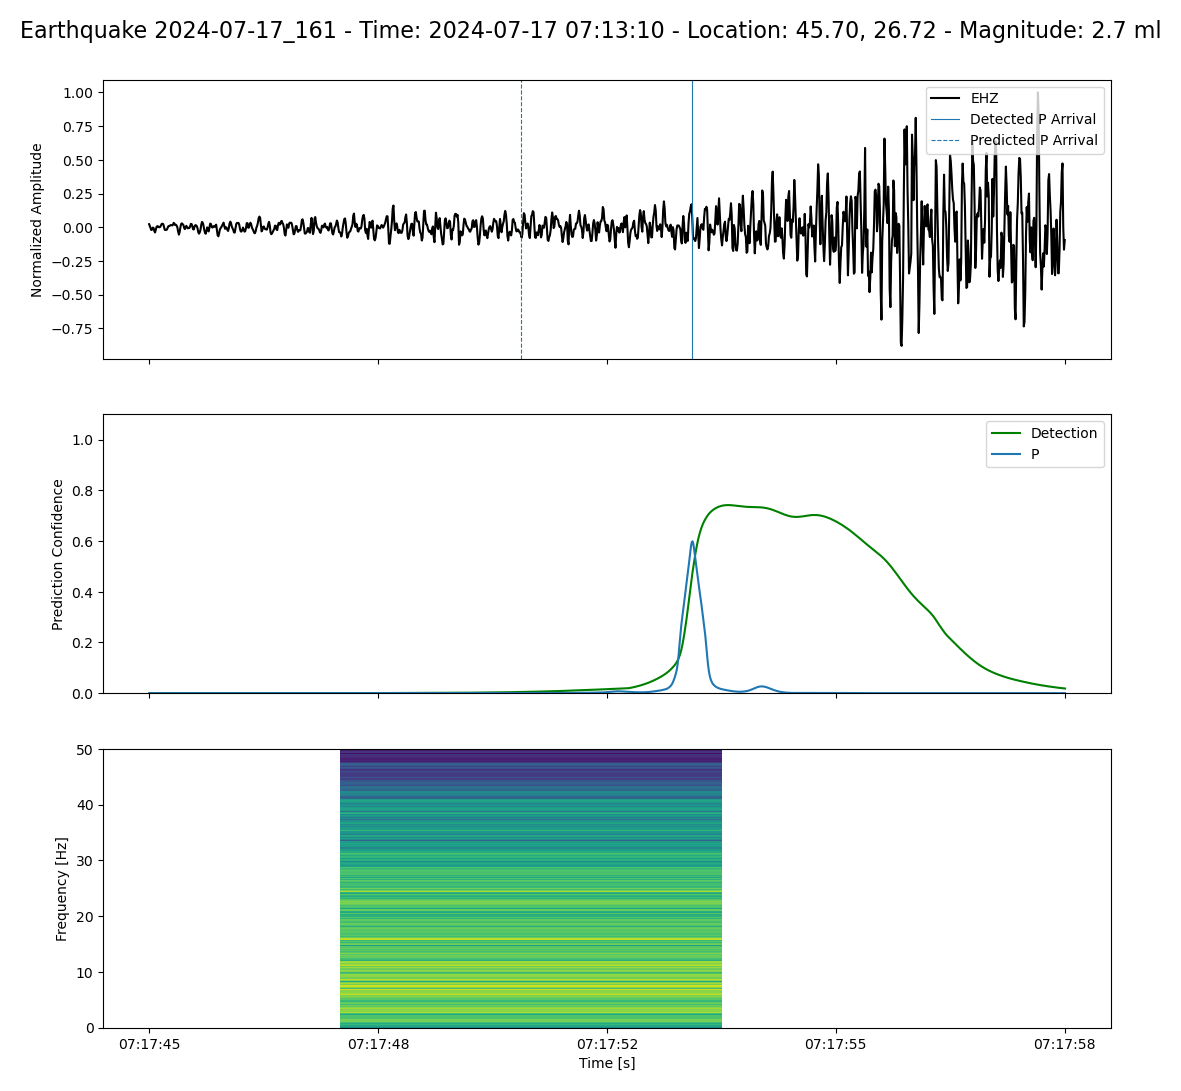 Earthquake 2024-07-17_161 - Time: 2024-07-17 07:13:10 - Location: 45.70, 26.72 - Magnitude: 2.7 ml
Normalized Amplitude
1.00
0.75
0.50
0.25
0.00
−0.25
−0.50
−0.75
EHZ
Detected P Arrival
Predicted P Arrival
Prediction Confidence
1.0
0.8
0.6
0.4
0.2
0.0
Detection
P
Frequency [Hz]
50
40
30
20
10
0
07:17:45
07:17:48
07:17:52
07:17:55
07:17:58
Time [s]